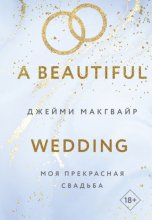 A BEAUTIFUL
ДЖЕЙМИ МАКГВАЙР
WEDDING
МОЯ ПРЕКРАСНАЯ
СВАДЬБА
18+